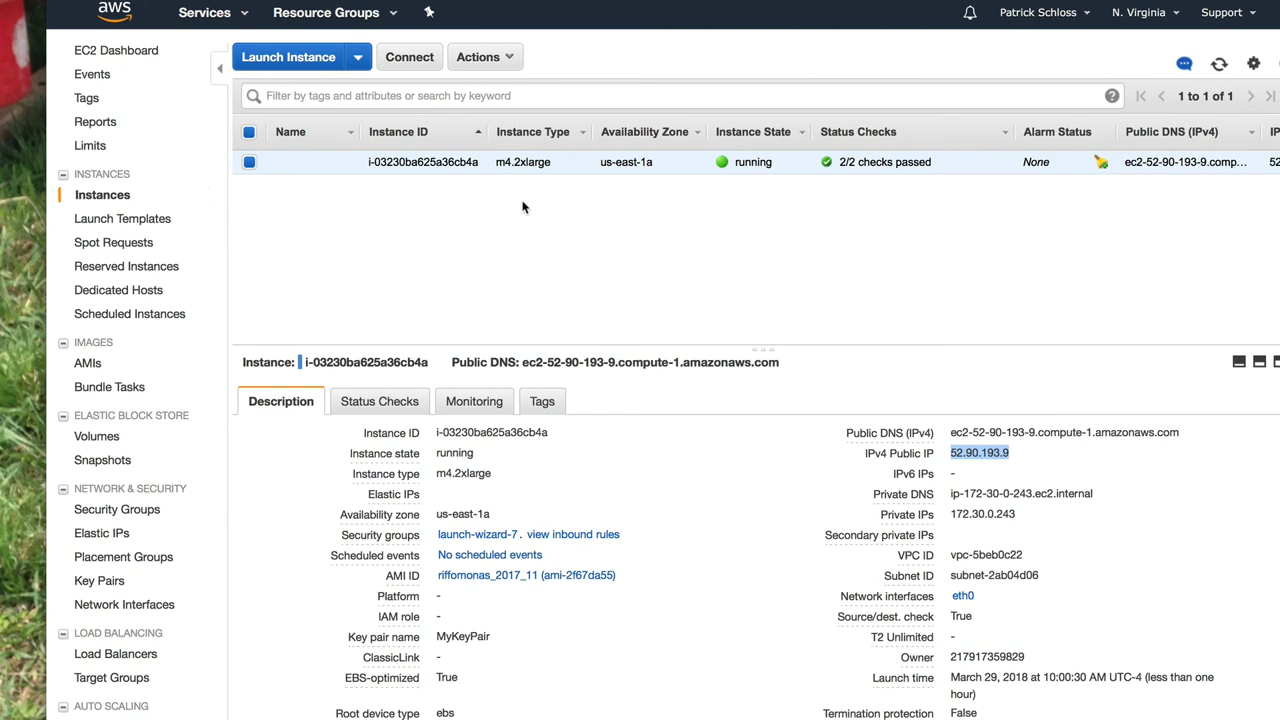 aws Services Resource Groups Patrick Schloss N. Virginia Support
EC2 Dashboard
Events
Tags
Reports
Limits
INSTANCES
Instances
Launch Templates
Spot Requests
Reserved Instances
Dedicated Hosts
Scheduled Instances
IMAGES
AMIs
Bundle Tasks
ELASTIC BLOCK STORE
Volumes
Snapshots
NETWORK & SECURITY
Security Groups
Elastic IPs
Placement Groups
Key Pairs
Network Interfaces
LOAD BALANCING
Load Balancers
Target Groups
AUTO SCALING
Launch Instance Connect Actions
Filter by tags and attributes or search by keyword ? 1 to 1 of 1
Name Instance ID Instance Type Availability Zone Instance State Status Checks Alarm Status Public DNS (IPv4) IP
i-03230ba625a36cb4a m4.2xlarge us-east-1a running 2/2 checks passed None ec2-52-90-193-9.comp... 52
Instance: i-03230ba625a36cb4a Public DNS: ec2-52-90-193-9.compute-1.amazonaws.com
Description Status Checks Monitoring Tags
Instance ID i-03230ba625a36cb4a Public DNS (IPv4) ec2-52-90-193-9.compute-1.amazonaws.com
Instance state running IPv4 Public IP 52.90.193.9
Instance type m4.2xlarge IPv6 IPs -
Elastic IPs Private DNS ip-172-30-0-243.ec2.internal
Availability zone us-east-1a Private IPs 172.30.0.243
Security groups launch-wizard-7. view inbound rules Secondary private IPs
Scheduled events No scheduled events VPC ID vpc-5beb0c22
AMI ID riffomonas_2017_11 (ami-2f67da55) Subnet ID subnet-2ab04d06
Platform - Network interfaces eth0
IAM role - Source/dest. check True
Key pair name MyKeyPair T2 Unlimited -
ClassicLink - Owner 217917359829
EBS-optimized True Launch time March 29, 2018 at 10:00:30 AM UTC-4 (less than one
hour)
Root device type ebs Termination protection False